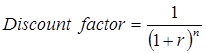 Discount factor = 1/(1+r)^n